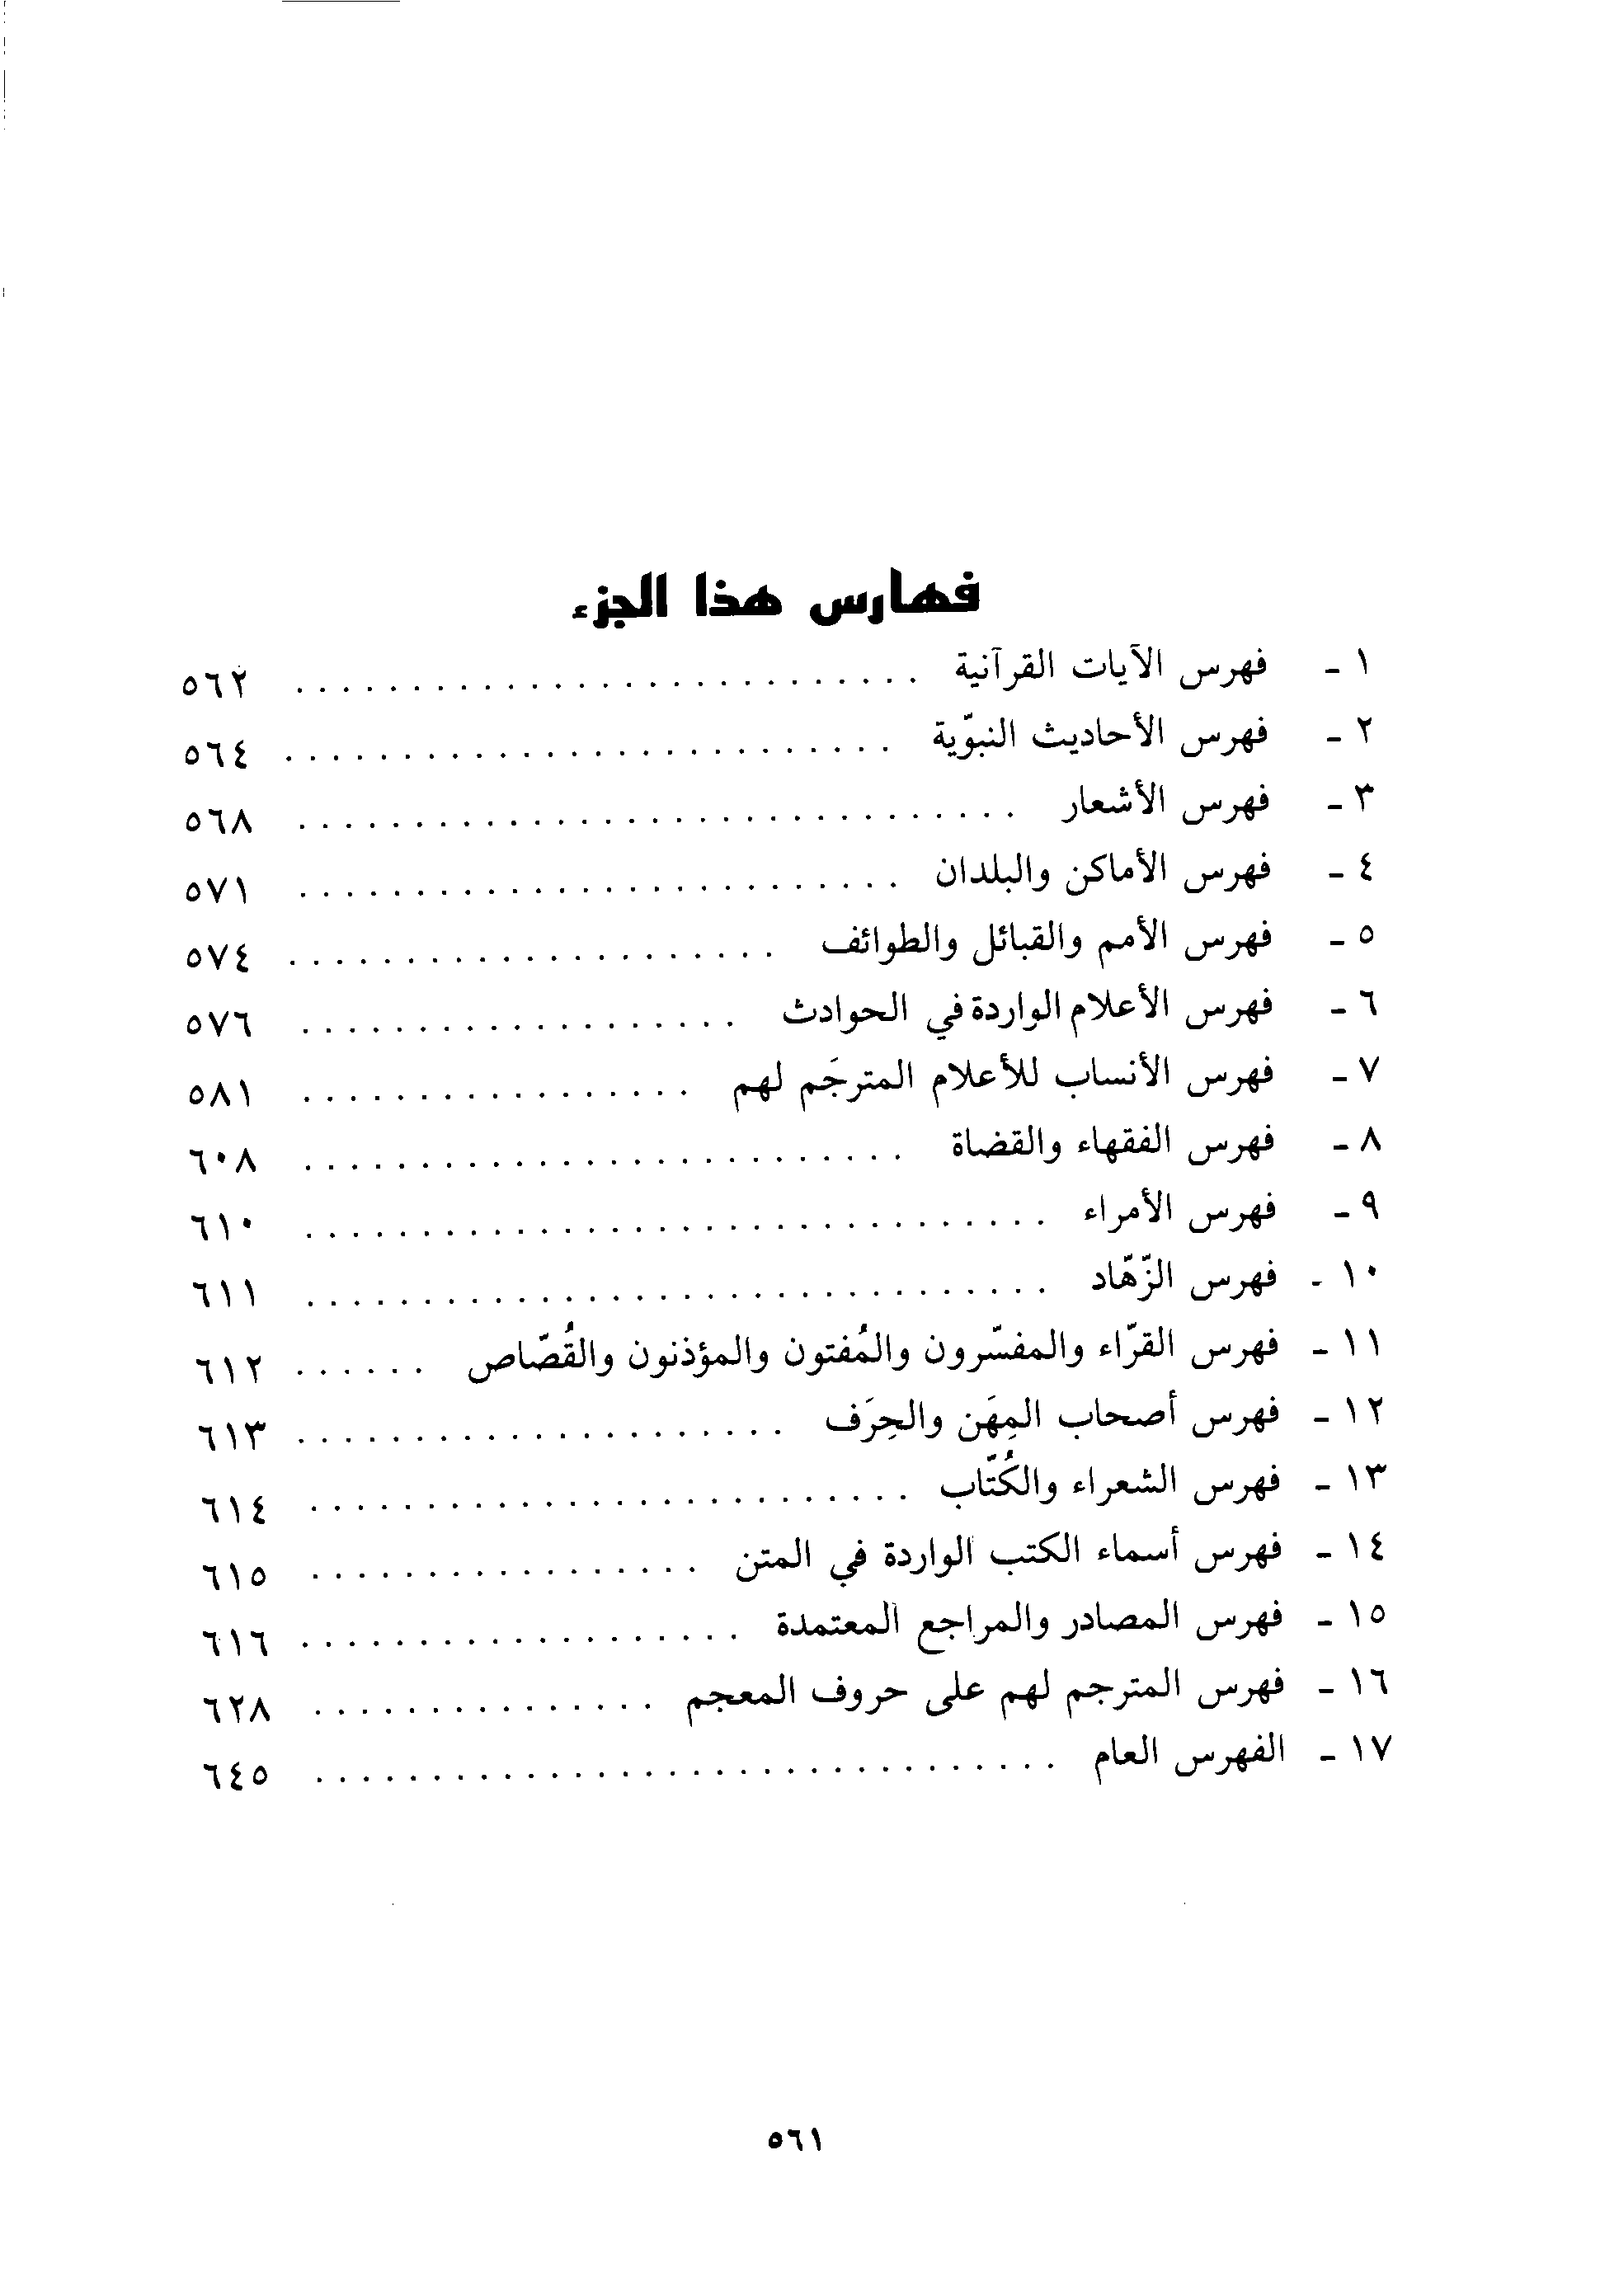 فهارس هذا الجزء
١ - فهرس الآيات القرآنية . . . . . . . . . . . . . . . . . . . . . . . . . . . ٥٦٢
٢ - فهرس الأحاديث النبوّية . . . . . . . . . . . . . . . . . . . . . . . . . . ٥٦٤
٣ - فهرس الأشعار . . . . . . . . . . . . . . . . . . . . . . . . . . . . . . . ٥٦٨
٤ - فهرس الأماكن والبلدان . . . . . . . . . . . . . . . . . . . . . . . . . . ٥٧١
٥ - فهرس الأمم والقبائل والطوائف . . . . . . . . . . . . . . . . . . . . . ٥٧٤
٦ - فهرس الأعلام الواردة في الحوادث . . . . . . . . . . . . . . . . . . . ٥٧٦
٧ - فهرس الأنساب للأعلام المترجَم لهم . . . . . . . . . . . . . . . . . ٥٨١
٨ - فهرس الفقهاء والقضاة . . . . . . . . . . . . . . . . . . . . . . . . . . ٦٠٨
٩ - فهرس الأمراء . . . . . . . . . . . . . . . . . . . . . . . . . . . . . . . . ٦١٠
١٠ - فهرس الزّهّاد . . . . . . . . . . . . . . . . . . . . . . . . . . . . . . . . ٦١١
١١ - فهرس القرّاء والمفسّرون والمُفتون والمؤذنون والقُصّاص . . . . . . ٦١٢
١٢ - فهرس أصحاب المِهَن والحِرَف . . . . . . . . . . . . . . . . . . . . . ٦١٣
١٣ - فهرس الشعراء والكُتّاب . . . . . . . . . . . . . . . . . . . . . . . . . . ٦١٤
١٤ - فهرس أسماء الكتب الواردة في المتن . . . . . . . . . . . . . . . . . ٦١٥
١٥ - فهرس المصادر والمراجع المعتمدة . . . . . . . . . . . . . . . . . . . ٦١٦
١٦ - فهرس المترجم لهم على حروف المعجم . . . . . . . . . . . . . . . ٦٢٨
١٧ - الفهرس العام . . . . . . . . . . . . . . . . . . . . . . . . . . . . . . . . ٦٤٥
٥٦١